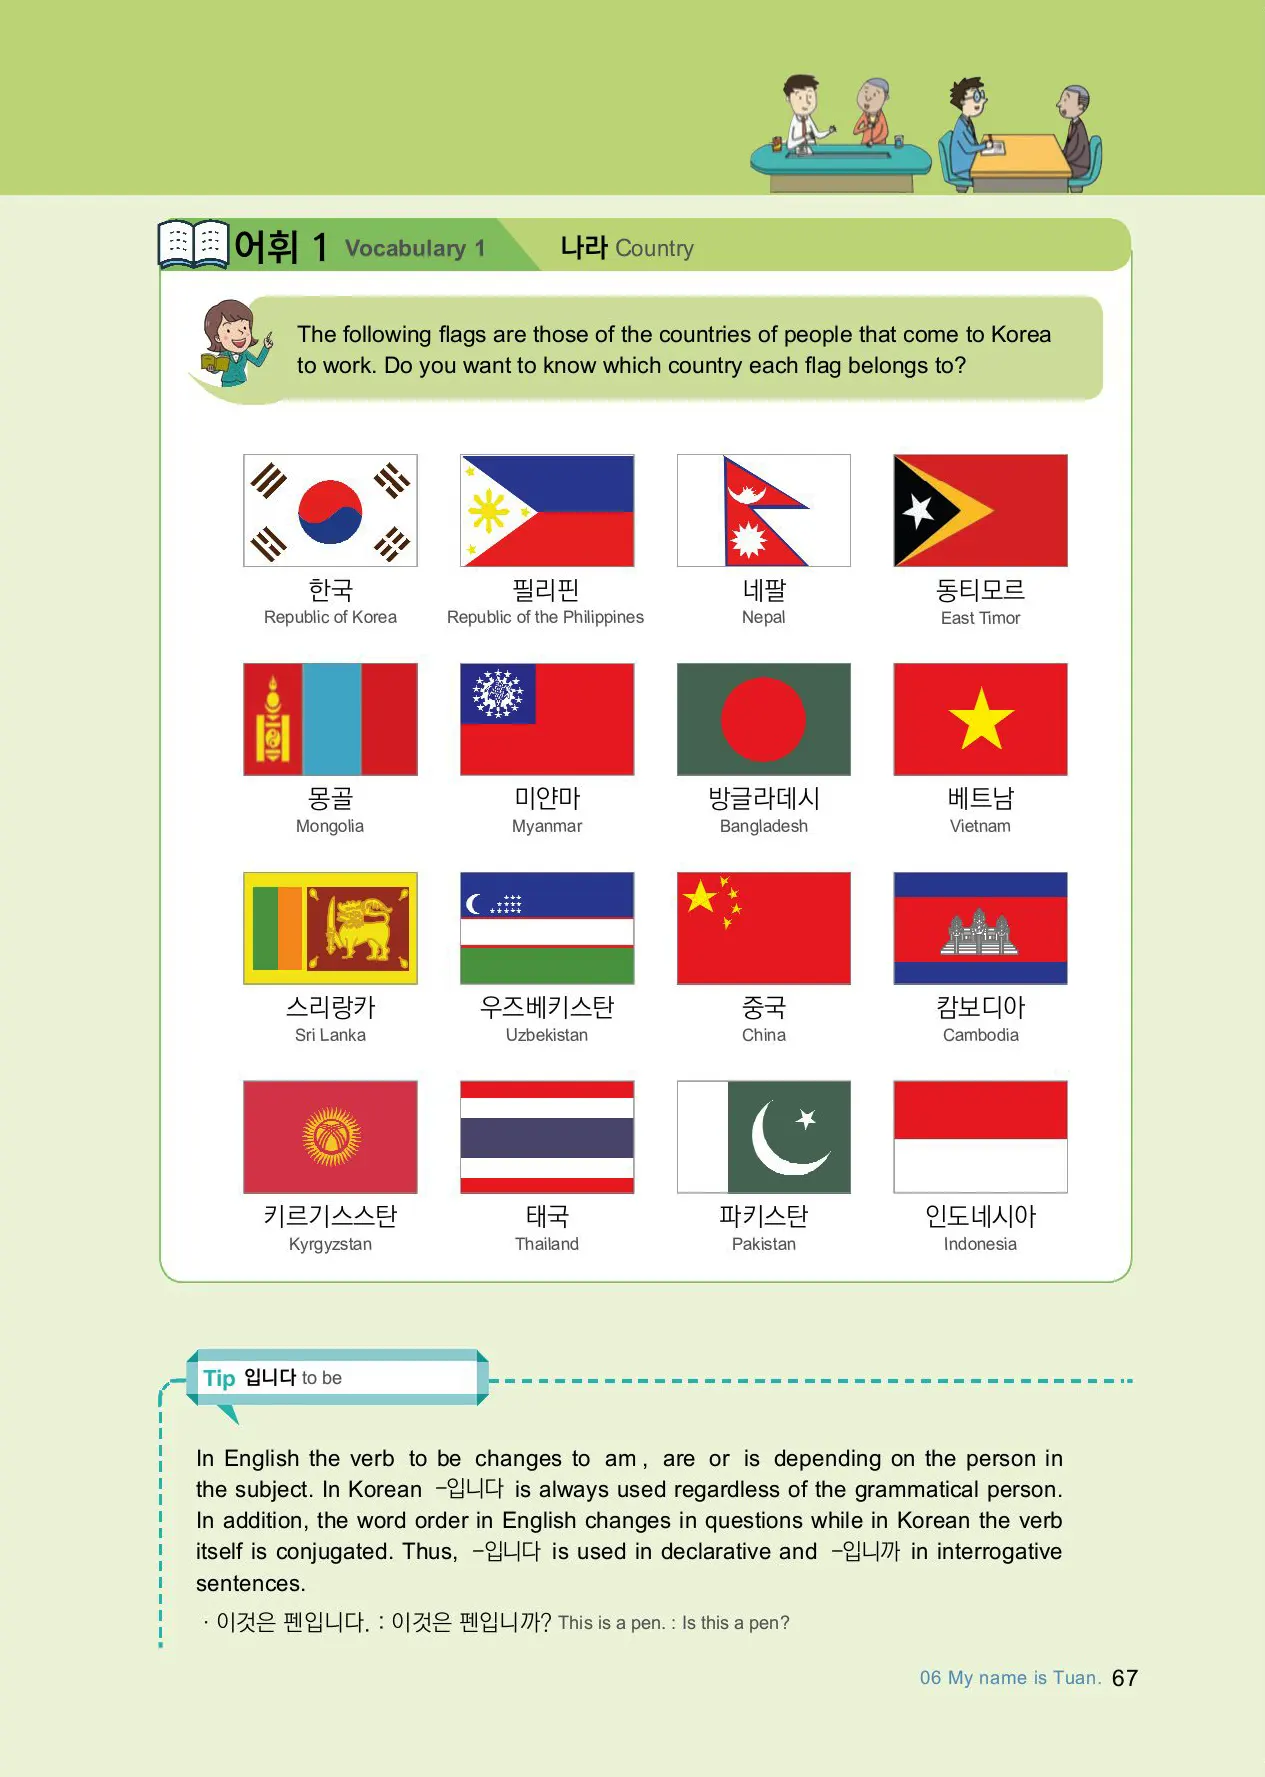 어휘 1 Vocabulary 1 나라 Country
The following flags are those of the countries of people that come to Korea
to work. Do you want to know which country each flag belongs to?
한국 필리핀 네팔 동티모르
Republic of Korea Republic of the Philippines Nepal East Timor
몽골 미얀마 방글라데시 베트남
Mongolia Myanmar Bangladesh Vietnam
스리랑카 우즈베키스탄 중국 캄보디아
Sri Lanka Uzbekistan China Cambodia
키르기스스탄 태국 파키스탄 인도네시아
Kyrgyzstan Thailand Pakistan Indonesia
Tip 입니다 to be
In English the verb to be changes to am , are or is depending on the person in
the subject. In Korean -입니다 is always used regardless of the grammatical person.
In addition, the word order in English changes in questions while in Korean the verb
itself is conjugated. Thus, -입니다 is used in declarative and -입니까 in interrogative
sentences.
· 이것은 펜입니다. : 이것은 펜입니까? This is a pen. : Is this a pen?
06 My name is Tuan. 67